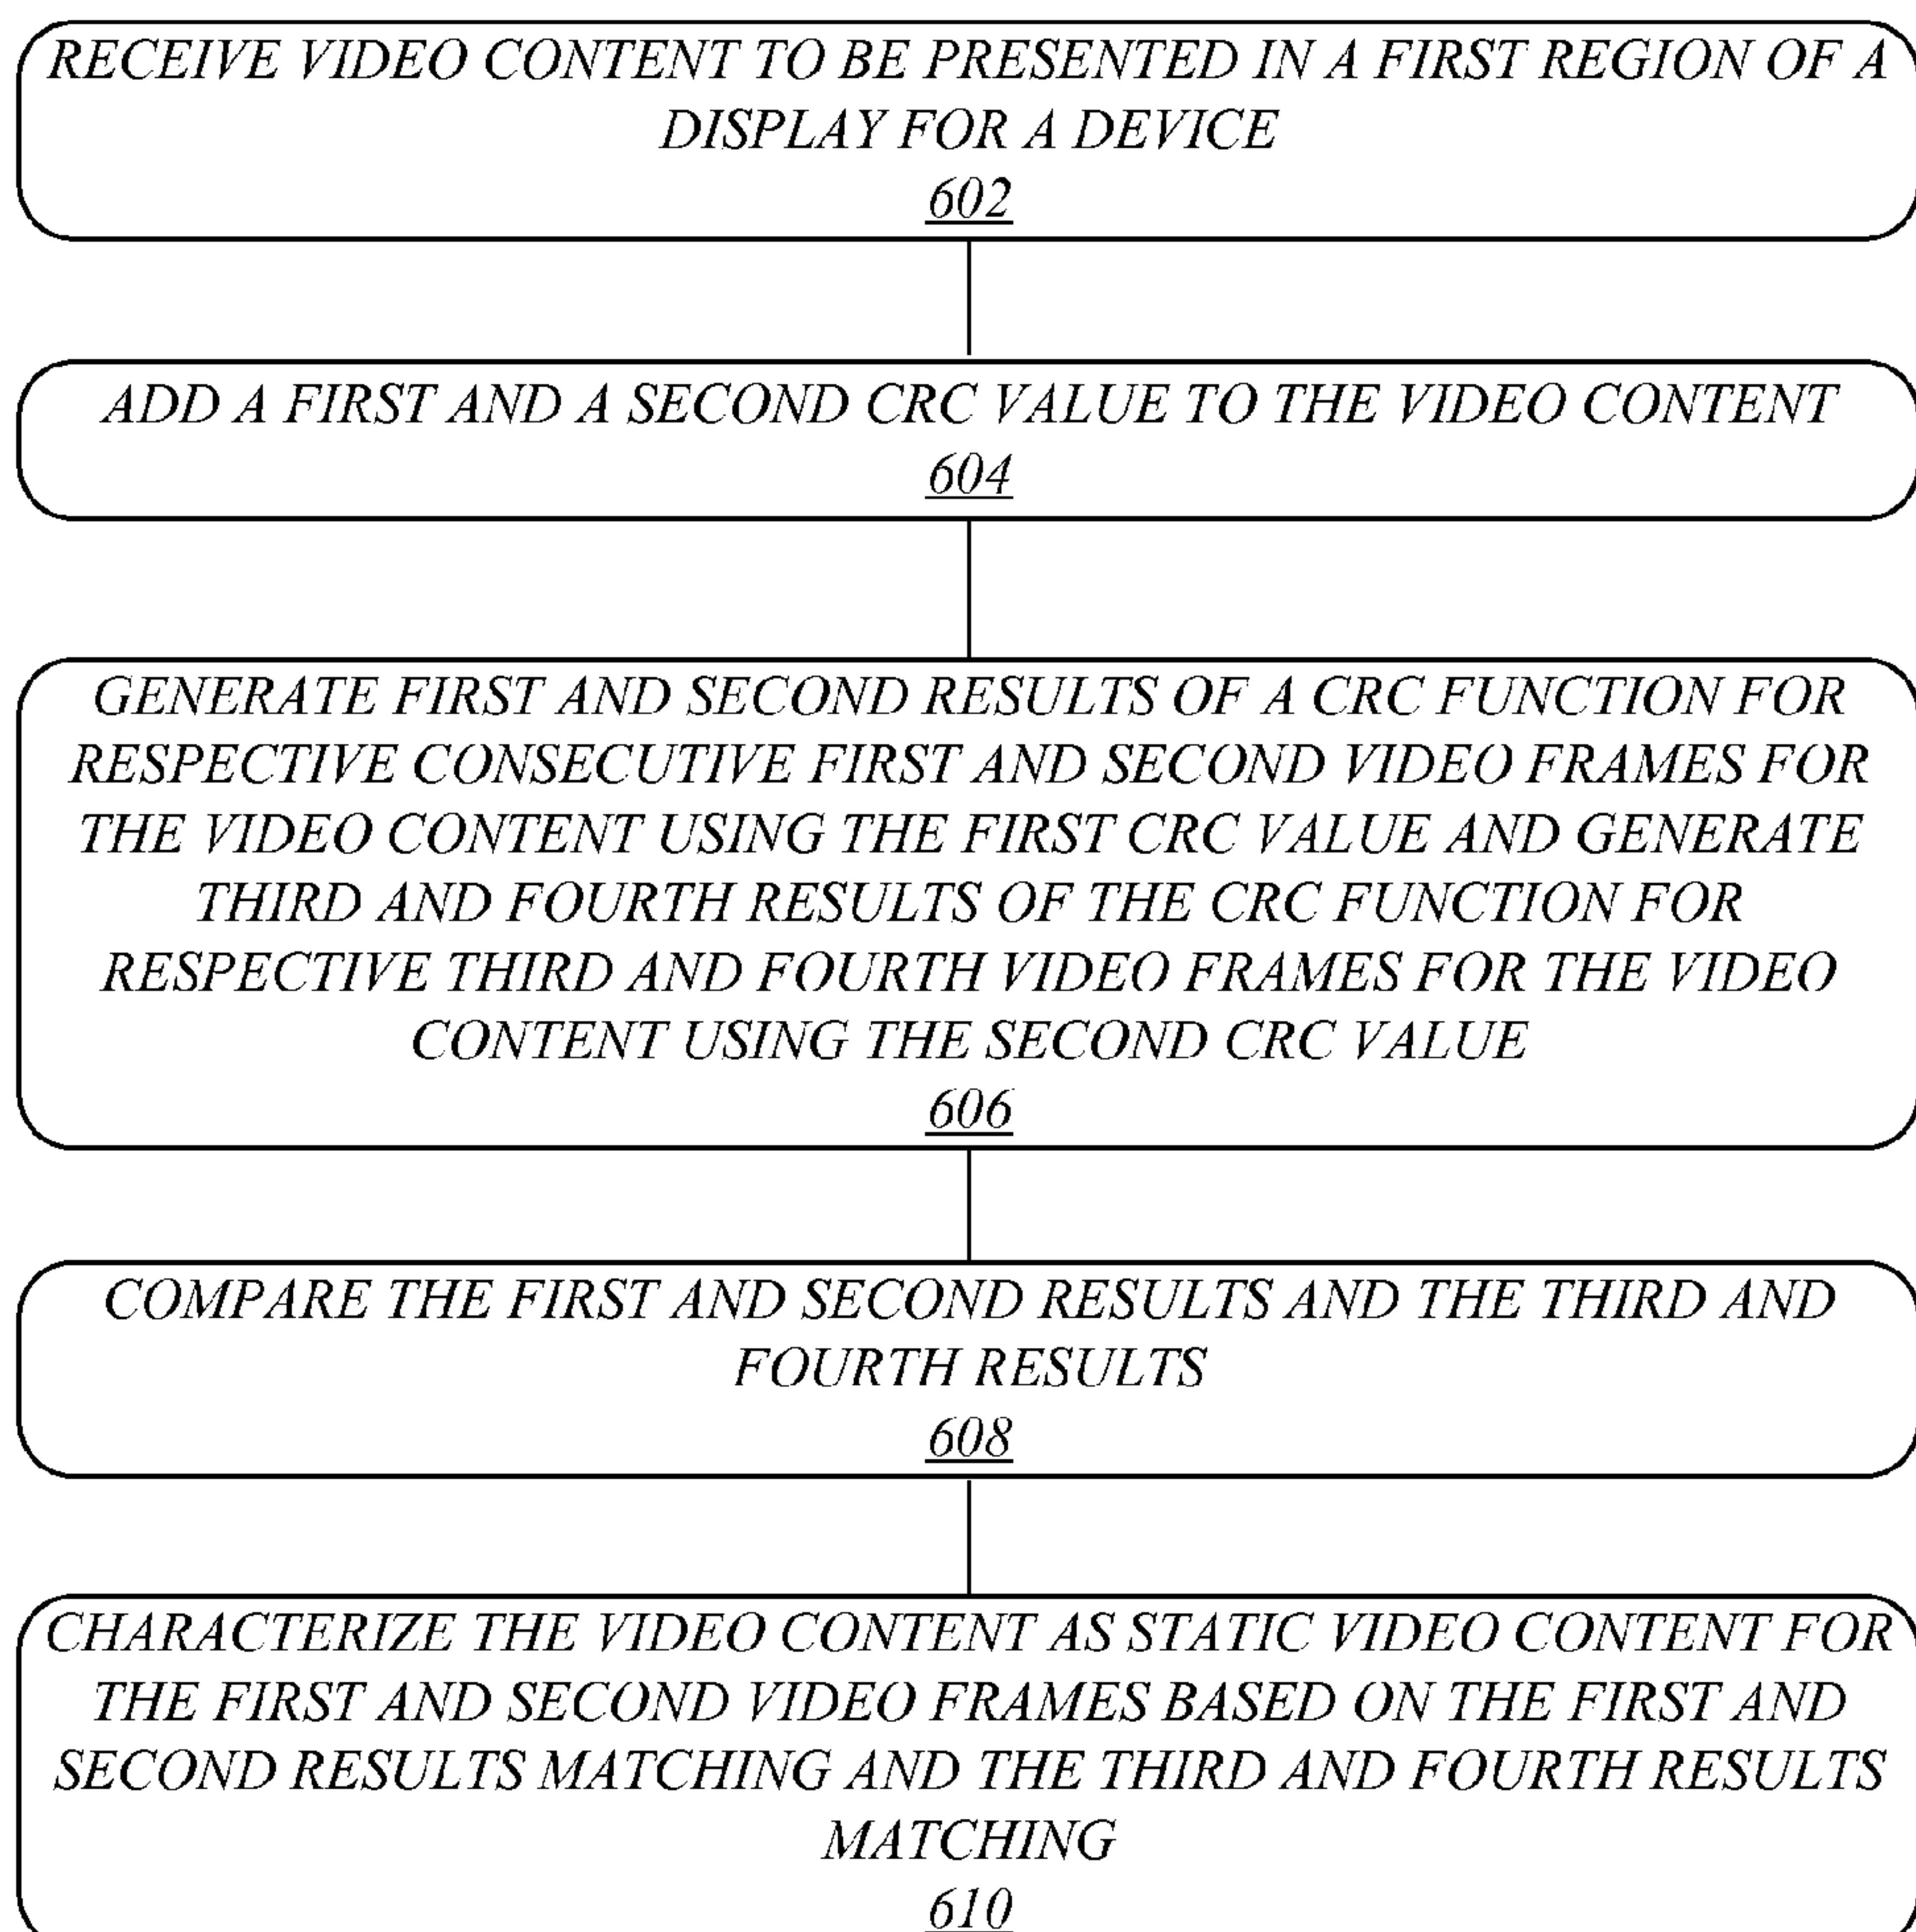 RECEIVE VIDEO CONTENT TO BE PRESENTED IN A FIRST REGION OF A
DISPLAY FOR A DEVICE
602
ADD A FIRST AND A SECOND CRC VALUE TO THE VIDEO CONTENT
604
GENERATE FIRST AND SECOND RESULTS OF A CRC FUNCTION FOR
RESPECTIVE CONSECUTIVE FIRST AND SECOND VIDEO FRAMES FOR
THE VIDEO CONTENT USING THE FIRST CRC VALUE AND GENERATE
THIRD AND FOURTH RESULTS OF THE CRC FUNCTION FOR
RESPECTIVE THIRD AND FOURTH VIDEO FRAMES FOR THE VIDEO
CONTENT USING THE SECOND CRC VALUE
606
COMPARE THE FIRST AND SECOND RESULTS AND THE THIRD AND
FOURTH RESULTS
608
CHARACTERIZE THE VIDEO CONTENT AS STATIC VIDEO CONTENT FOR
THE FIRST AND SECOND VIDEO FRAMES BASED ON THE FIRST AND
SECOND RESULTS MATCHING AND THE THIRD AND FOURTH RESULTS
MATCHING
610